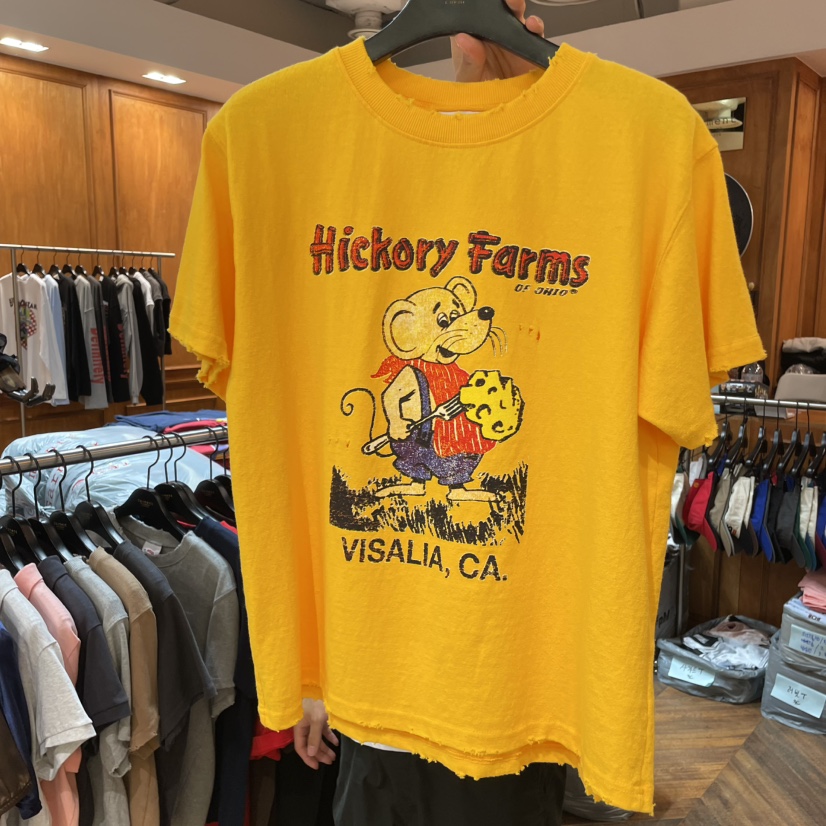 Hickory Farms
OF OHIO®
VISALIA, CA.